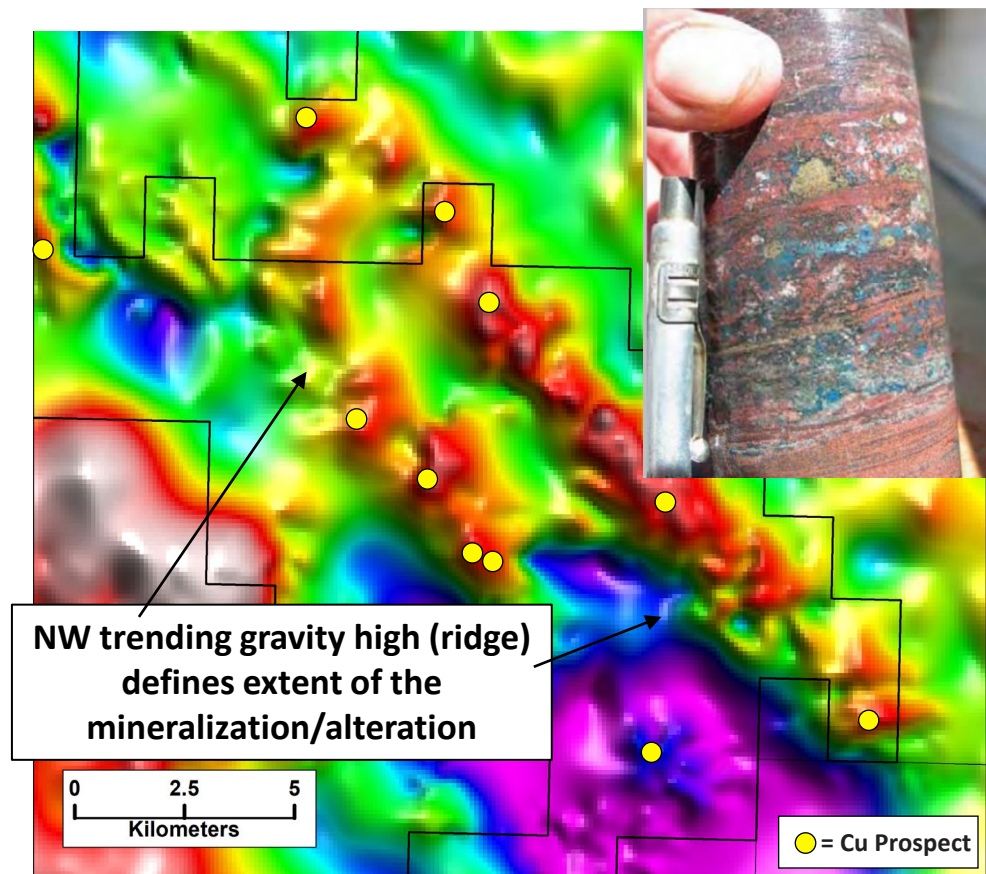 NW trending gravity high (ridge)
defines extent of the
mineralization/alteration
0 2.5 5
Kilometers
= Cu Prospect